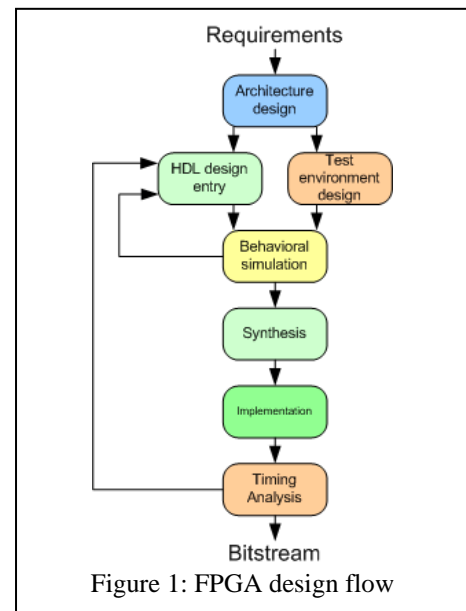 Requirements
Architecture
design
HDL design
entry
Test
environment
design
Behavioral
simulation
Synthesis
Implementation
Timing
Analysis
Bitstream
Figure 1: FPGA design flow